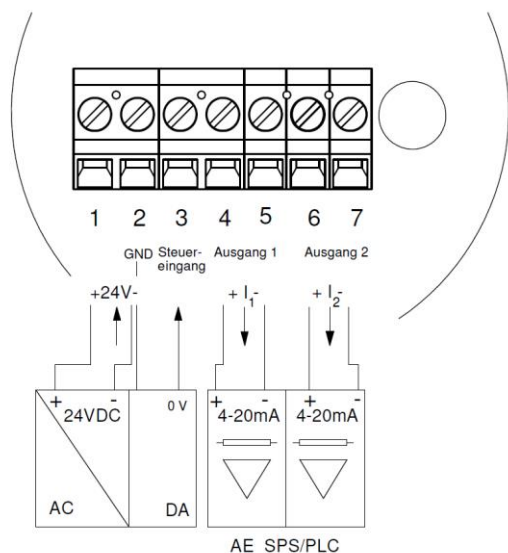 1 2 3 4 5 6 7
GND Steuer-eingang Ausgang 1 Ausgang 2
+24V- + I1- + I2-
+ - + - + -
24VDC 0 V 4-20mA 4-20mA
AC DA
AE SPS/PLC